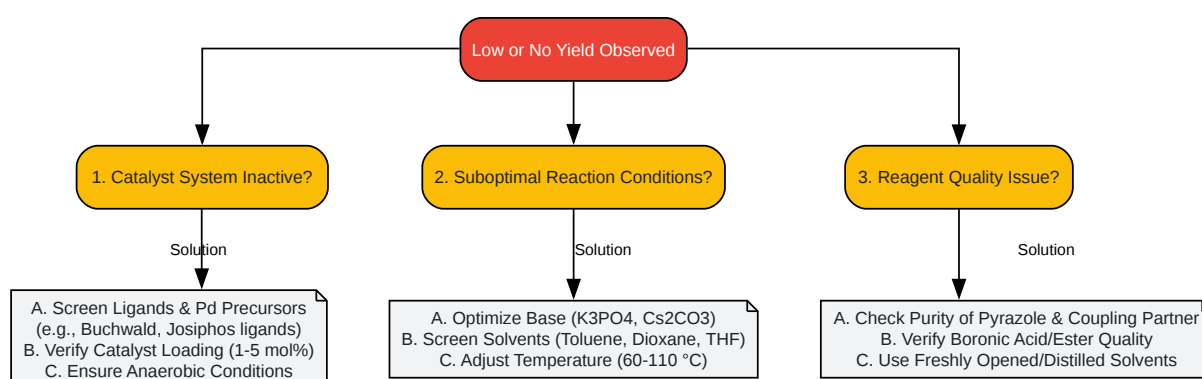 Low or No Yield Observed
1. Catalyst System Inactive?
2. Suboptimal Reaction Conditions?
3. Reagent Quality Issue?
Solution
Solution
Solution
A. Screen Ligands & Pd Precursors
(e.g., Buchwald, Josiphos ligands)
B. Verify Catalyst Loading (1-5 mol%)
C. Ensure Anaerobic Conditions
A. Optimize Base (K3PO4, Cs2CO3)
B. Screen Solvents (Toluene, Dioxane, THF)
C. Adjust Temperature (60-110 °C)
A. Check Purity of Pyrazole & Coupling Partner
B. Verify Boronic Acid/Ester Quality
C. Use Freshly Opened/Distilled Solvents